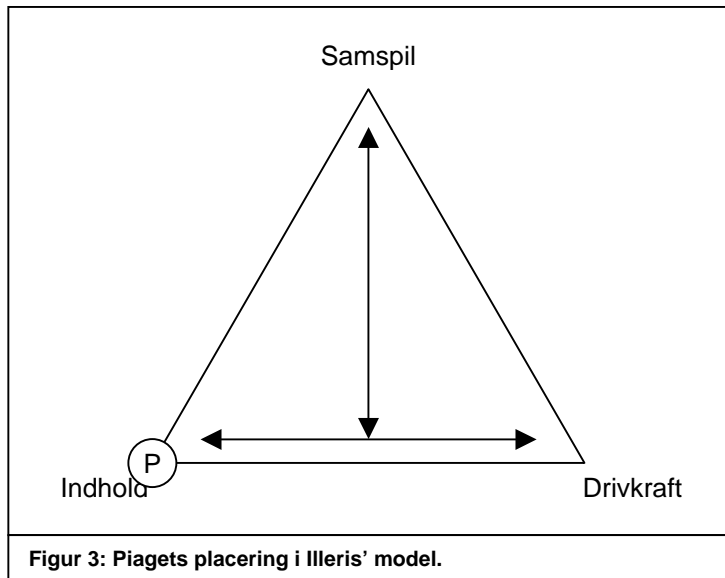 Samspil
P
Indhold
Drivkraft
Figur 3: Piagets placering i Illeris’ model.